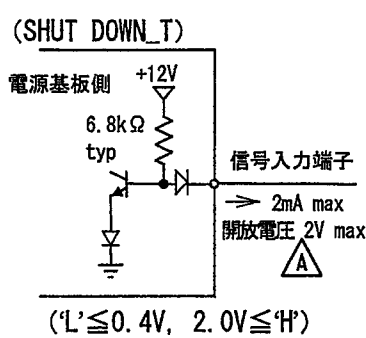 (SHUT DOWN_T)
電源基板側
+12V
6.8kΩ
typ
信号入力端子
2mA max
開放電圧 2V max
A
(‘L’≦0.4V, 2.0V≦‘H’)